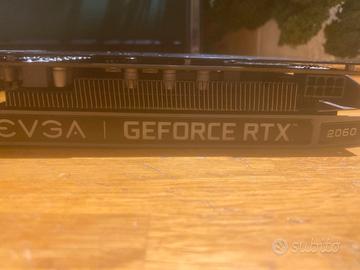 EVGA | GEFORCE RTX 2060
subito